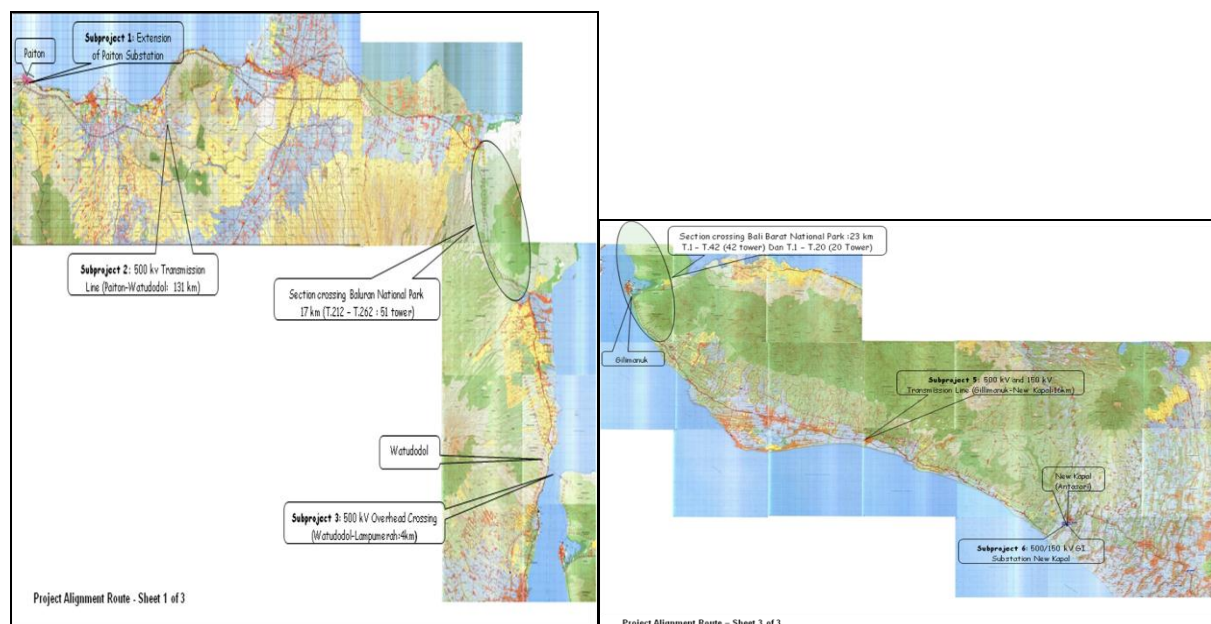 Subproject 1: Extension
of Paiton Substation
Paiton
Subproject 2: 500 kv Transmission
Line (Paiton-Watudodol: 131 km)
Section crossing Baluran National Park
17 km (T.212 – T.262 : 51 tower)
Watudodol
Subproject 3: 500 kV Overhead Crossing
(Watudodol-Lampumerah:4km)
Project Alignment Route - Sheet 1 of 3
Section crossing Bali Barat National Park :23 km
T.1 – T.42 (42 tower) Dan T.1 – T.20 (20 Tower)
Gilimanuk
Subproject 5: 500 kV and 150 kV
Transmission Line (Gilimanuk-New Kapal:
New Kapal
(Antosari)
Subproject 6: 500/150 kV GI
Substation New Kapal
Project Alignment Route – Sheet 3 of 3